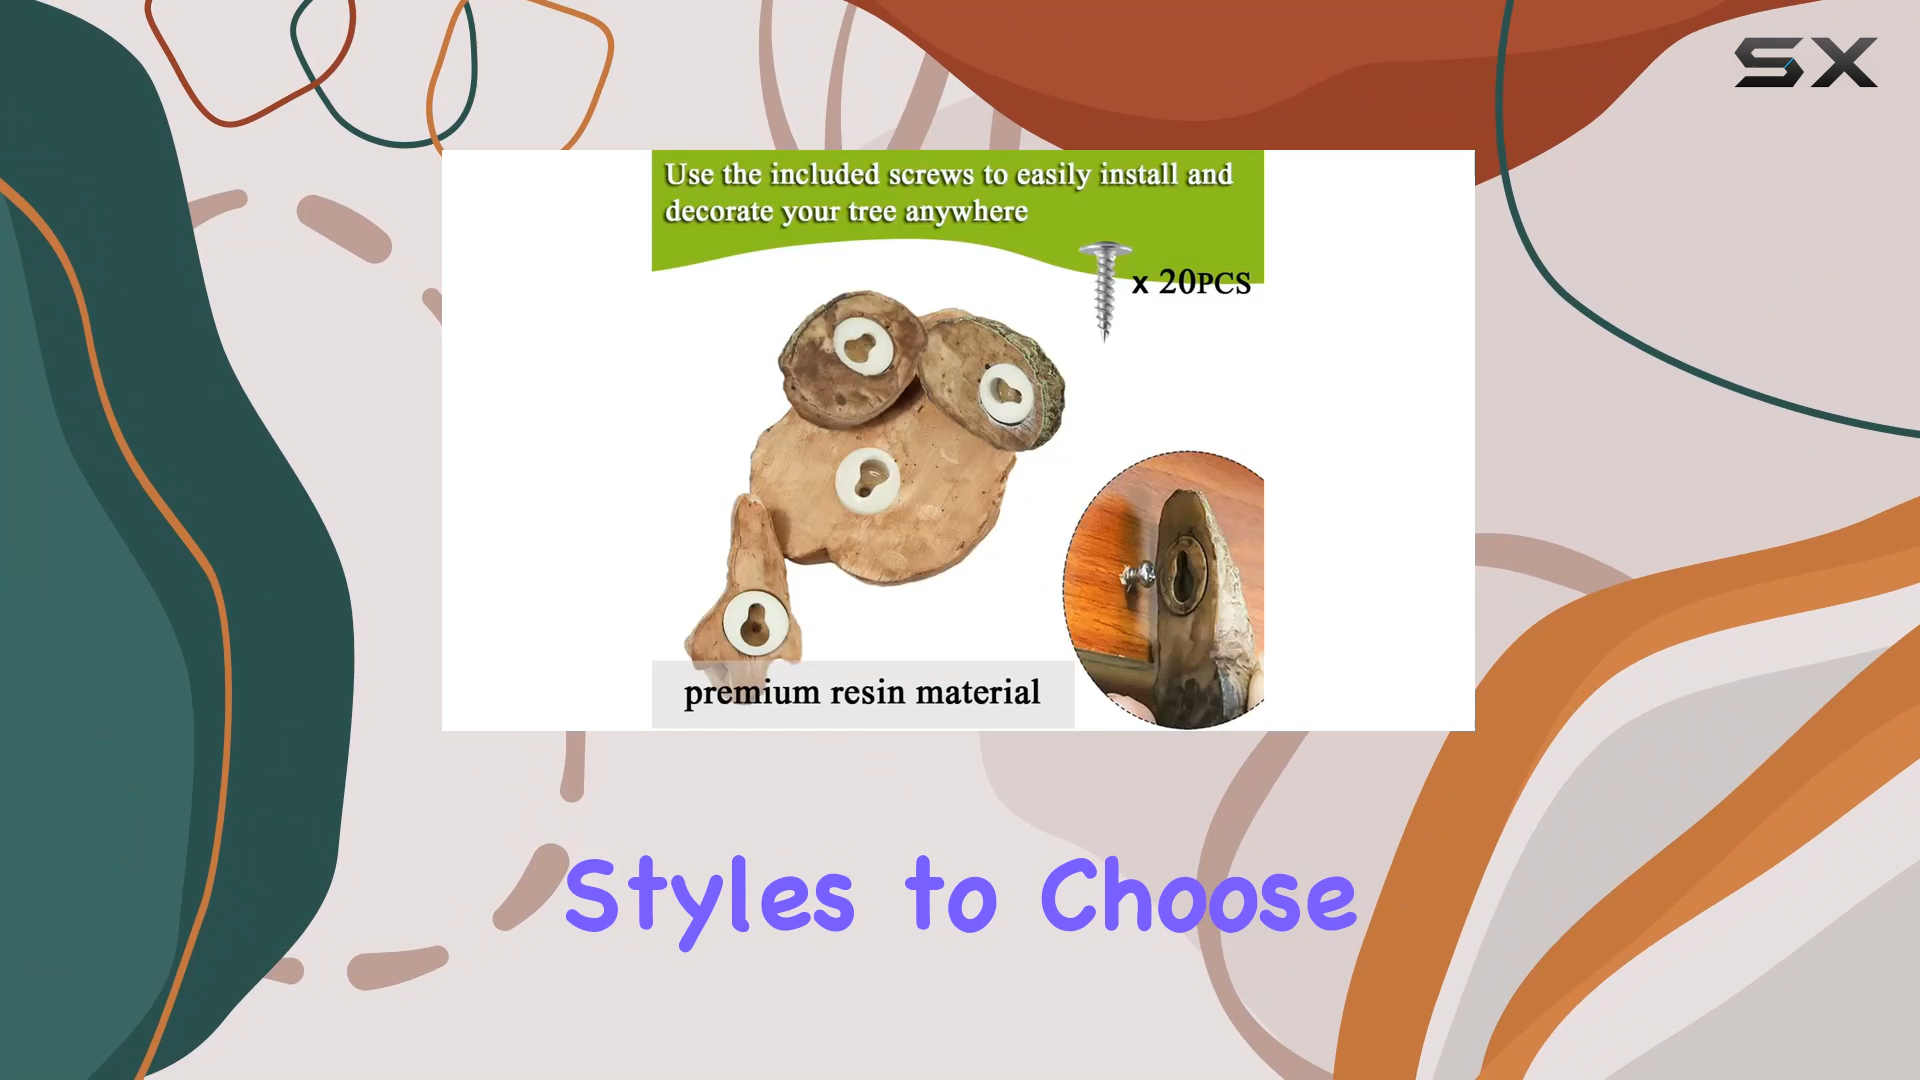 SX
Use the included screws to easily install and
decorate your tree anywhere
x 20PCS
premium resin material
Styles to Choose